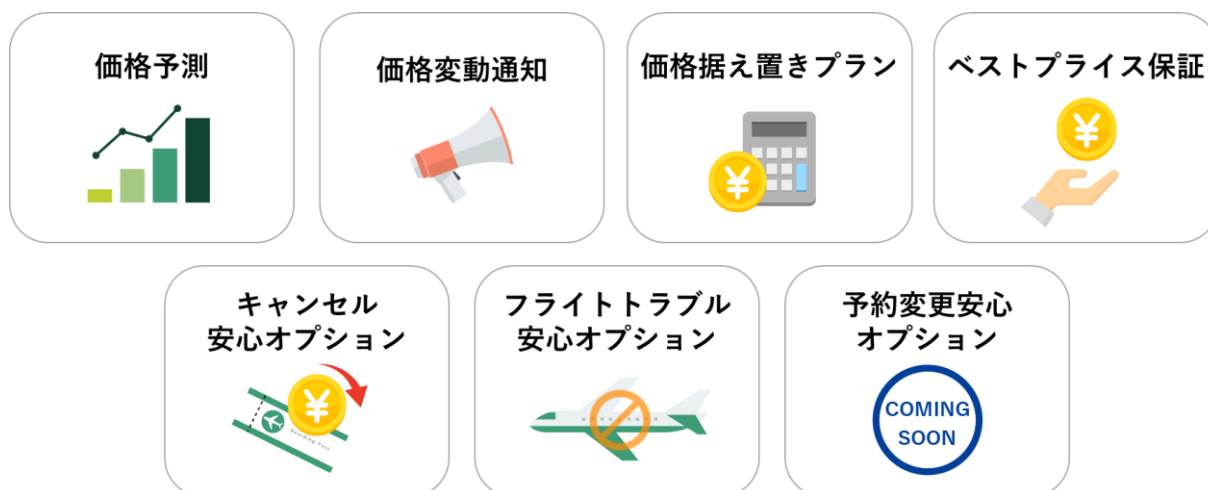 価格予測
価格変動通知
価格据え置きプラン
ベストプライス保証
¥
¥
キャンセル
安心オプション
¥
Boarding Pass
フライトトラブル
安心オプション
予約変更安心
オプション
COMING
SOON